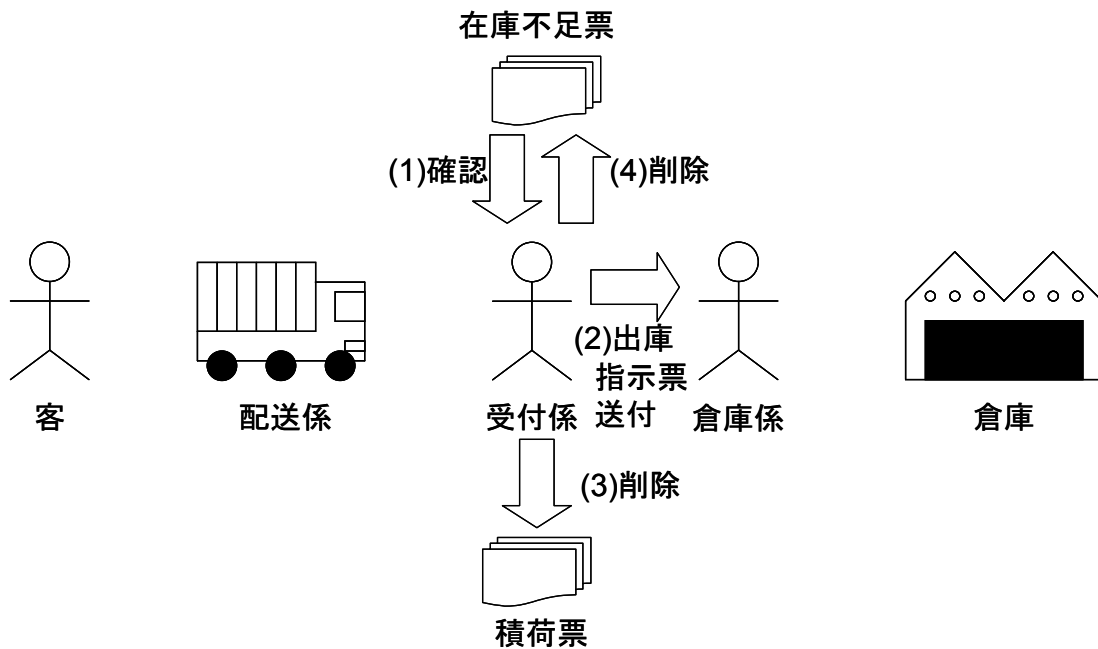 在庫不足票
(1)確認
(4)削除
(2)出庫
指示票
送付
客
配送係
受付係
倉庫係
倉庫
(3)削除
積荷票